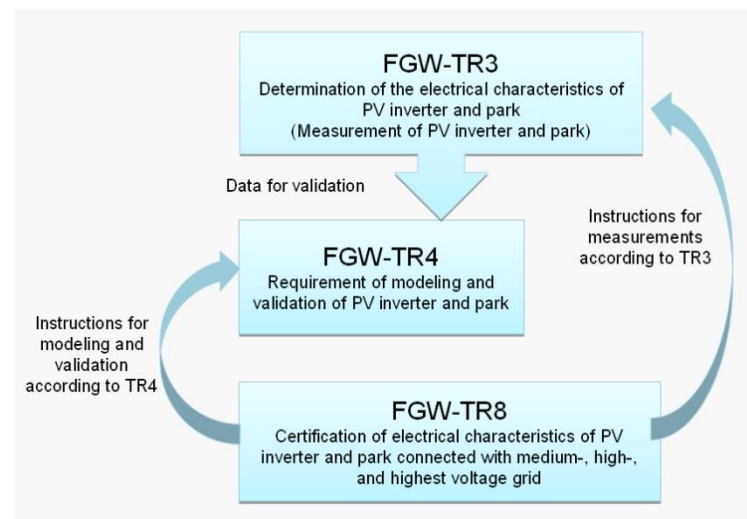 FGW-TR3
Determination of the electrical characteristics of
PV inverter and park
(Measurement of PV inverter and park)
Data for validation
Instructions for
measurements
according to TR3
FGW-TR4
Requirement of modeling and
validation of PV inverter and park
Instructions for
modeling and
validation
according to TR4
FGW-TR8
Certification of electrical characteristics of PV
inverter and park connected with medium-, high-,
and highest voltage grid